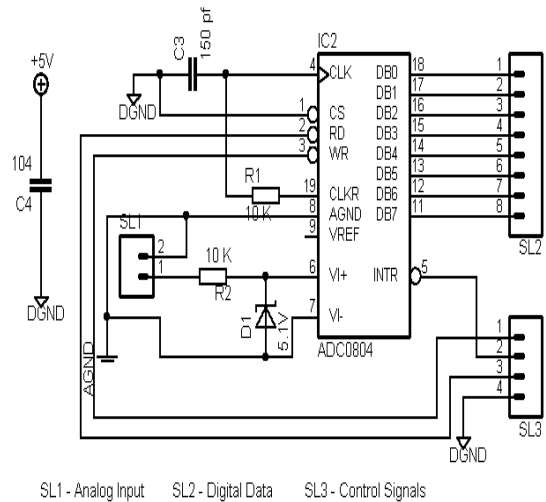 C3
150 pf
IC2
+5V
4
CLK
DB0
18
1
17
DB1
2
DGND
1
CS
DB2
16
3
2
RD
DB3
15
4
3
WR
DB4
14
5
DB5
13
6
104
C4
R1
10 K
19
CLKR
DB6
12
7
8
AGND
DB7
11
8
9
VREF
SL1
2
1
10 K
R2
6
VI+
INTR
5
SL2
DGND
D1
5.1V
7
VI-
ADC0804
1
2
3
4
AGND
DGND
SL3
SL1 - Analog Input SL2 - Digital Data SL3 - Control Signals